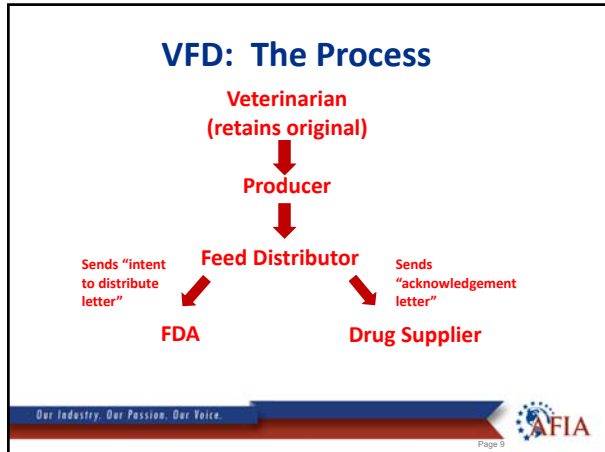 VFD: The Process
Veterinarian
(retains original)
Producer
Feed Distributor
Sends “intent
to distribute
letter”
Sends
“acknowledgement
letter”
FDA
Drug Supplier
Our Industry. Our Passion. Our Voice.
AFIA
Page 9